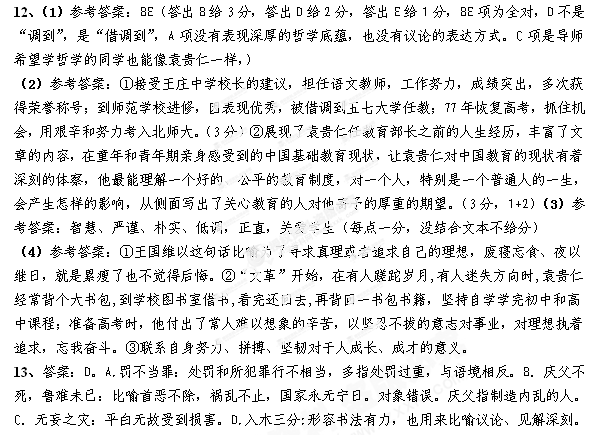 12、（1）参考答案：BE（答出B给3分，答出D给2分，答出E给1分，BE项为全对，D不是
“调到”，是“借调到”，A项没有表现深厚的哲学底蕴，也没有议论的表达方式。C项是导师
希望学哲学的同学也能像袁贵仁一样，）
（2）参考答案：①接受王庄中学校长的建议，担任语文教师，工作努力，成绩突出，多次获
得荣誉称号；到师范学校进修，因表现优秀，被借调到五七大学任教；77年恢复高考，抓住机
会，用艰辛和努力考入北师大。（3分）②展现了袁贵仁任教育部长之前的人生经历，丰富了文
章的内容，在童年和青年期亲身感受到的中国基础教育现状，让袁贵仁对中国教育的现状有着
深刻的体察，他最能理解一个好的、公平的教育制度，对一个人，特别是一个普通人的一生，
会产生怎样的影响，从侧面写出了关心教育的人对他寄予的厚重的期望。（3分，1+2）（3）参
考答案：智慧、严谨、朴实、低调，正直，关爱学生（每点一分，没结合文本不给分）
（4）参考答案：①王国维以这句话比喻为了寻求真理或者追求自己的理想，废寝忘食、夜以
继日，就是累瘦了也不觉得后悔。②“文革”开始，在有人蹉跎岁月,有人迷失方向时,袁贵仁
经常背个大书包,到学校图书室借书,看完还回去,再背回一书包书籍，坚持自学学完初中和高
中课程；准备高考时，他付出了常人难以想象的辛苦，以坚忍不拔的意志对事业，对理想执着
追求，忘我奋斗。③联系自身努力、拼搏、坚韧对于人成长、成才的意义。
13、答案：D。A.罚不当罪：处罚和所犯罪行不相当，多指处罚过重，与语境相反。B. 庆父不
死，鲁难未已：比喻首恶不除，祸乱不止，国家永无宁日。对象错误。庆父指制造内乱的人。
C. 无妄之灾：平白无故受到损害。D.入木三分:形容书法有力，也用来比喻议论、见解深刻。